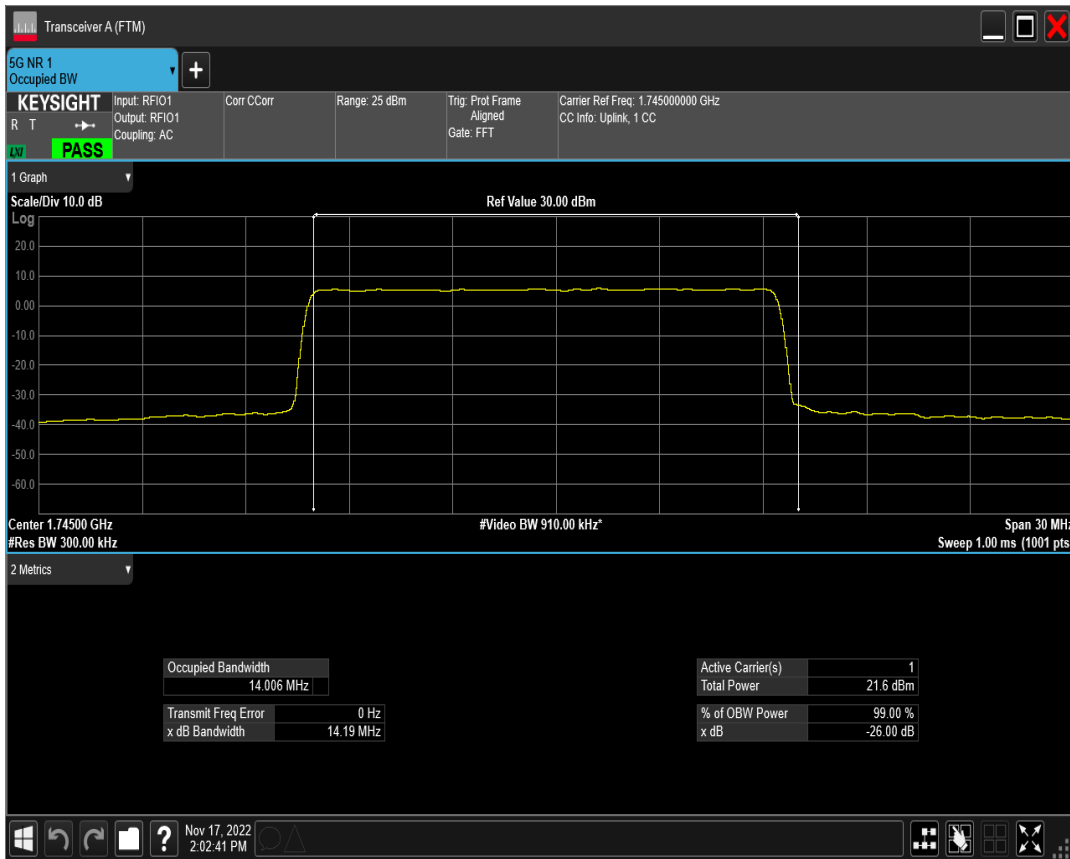 Transceiver A (FTM)
5G NR 1
Occupied BW
+
KEYSIGHT
R T
LXI
PASS
Input: RFIO1
Output: RFIO1
Coupling: AC
Corr CCorr
Range: 25 dBm
Trig: Prot Frame
Aligned
Gate: FFT
Carrier Ref Freq: 1.745000000 GHz
CC Info: Uplink, 1 CC
1 Graph
Scale/Div 10.0 dB
Ref Value 30.00 dBm
Log
20.0
10.0
0.00
-10.0
-20.0
-30.0
-40.0
-50.0
-60.0
Center 1.74500 GHz
#Video BW 910.00 kHz*
Span 30 MHz
#Res BW 300.00 kHz
Sweep 1.00 ms (1001 pts
2 Metrics
Occupied Bandwidth
14.006 MHz
Transmit Freq Error 0 Hz
x dB Bandwidth 14.19 MHz
Active Carrier(s) 1
Total Power 21.6 dBm
% of OBW Power 99.00 %
x dB -26.00 dB
?
Nov 17, 2022
2:02:41 PM